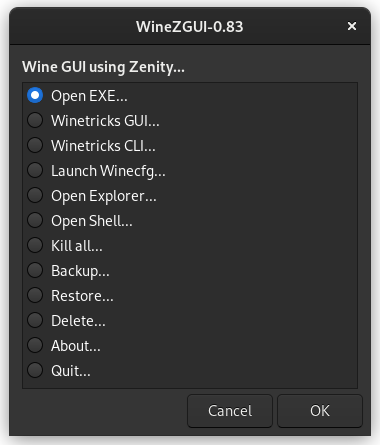 WineZGUI-0.83
×
Wine GUI using Zenity...
Open EXE...
Winetricks GUI...
Winetricks CLI...
Launch Winecfg...
Open Explorer...
Open Shell...
Kill all...
Backup...
Restore...
Delete...
About...
Quit...
Cancel
OK